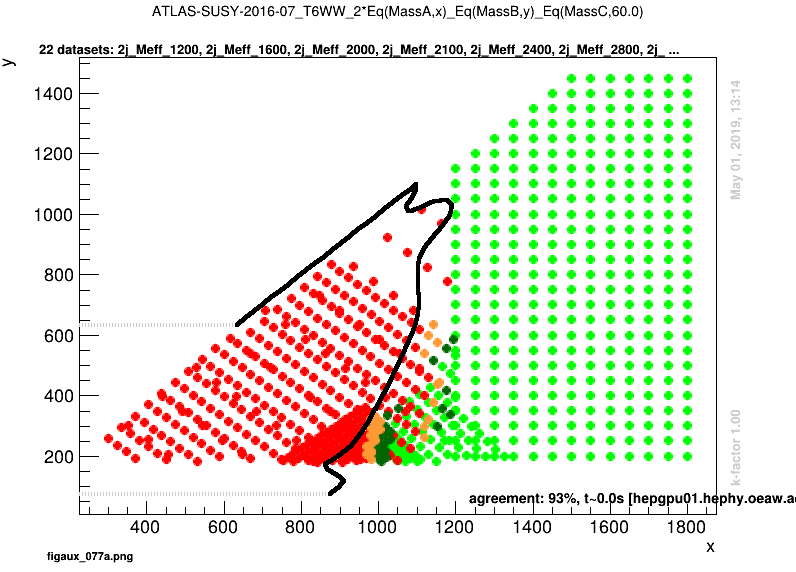 ATLAS-SUSY-2016-07_T6WW_2*Eq(MassA,x)_Eq(MassB,y)_Eq(MassC,60.0)
22 datasets: 2j_Meff_1200, 2j_Meff_1600, 2j_Meff_2000, 2j_Meff_2100, 2j_Meff_2400, 2j_Meff_2800, 2j_ ...
y
1400
1200
1000
800
600
400
200
May 01, 2019, 13:14
k-factor 1.00
agreement: 93%, t~0.0s [hepgpu01.hephy.oeaw.a
400 600 800 1000 1200 1400 1600 1800
x
figaux_077a.png